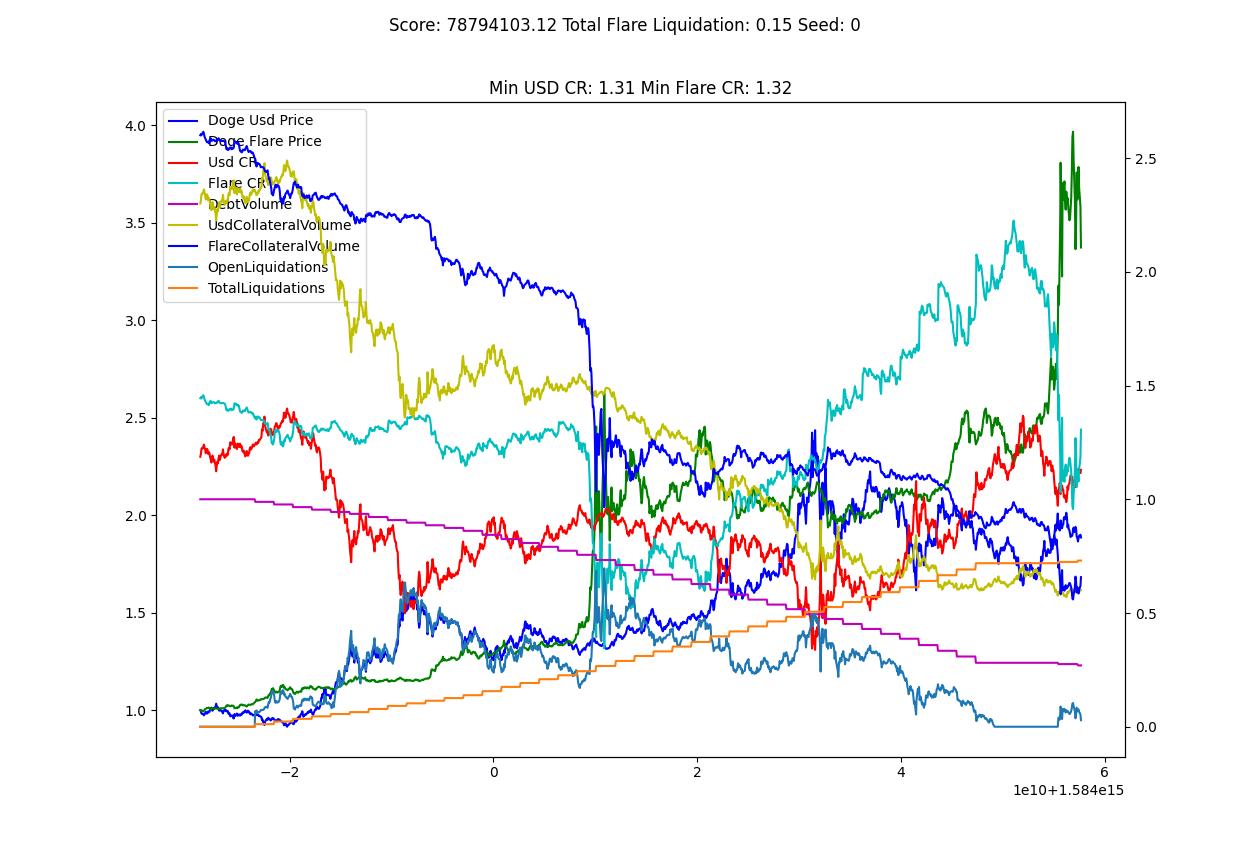 Score: 78794103.12 Total Flare Liquidation: 0.15 Seed: 0
Min USD CR: 1.31 Min Flare CR: 1.32
Doge Usd Price
Doge Flare Price
Usd CR
Flare CR
DebtVolume
UsdCollateralVolume
FlareCollateralVolume
OpenLiquidations
TotalLiquidations
4.0
3.5
3.0
2.5
2.0
1.5
1.0
2.5
2.0
1.5
1.0
0.5
0.0
−2
0
2
4
6
1e10+1.584e15